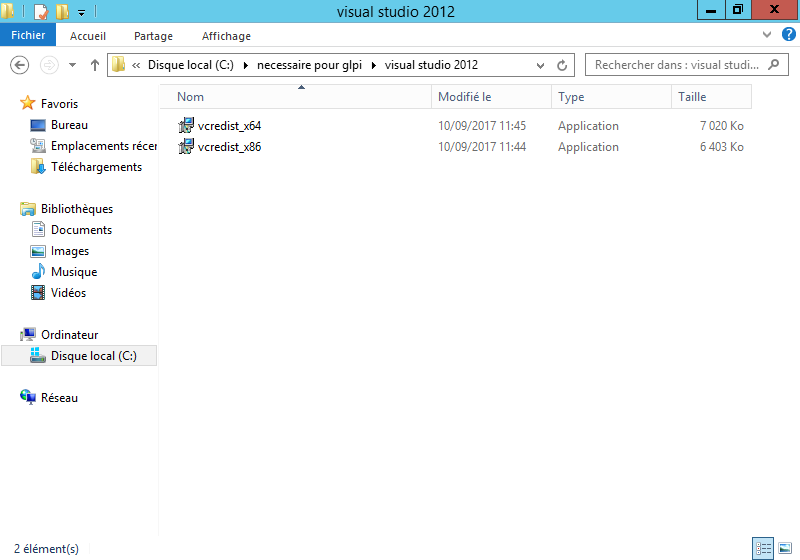 visual studio 2012
Fichier Accueil Partage Affichage
« Disque local (C:) necessaire pour glpi visual studio 2012 Rechercher dans : visual studi...
Nom Modifié le Type Taille
Favoris
Bureau
Emplacements récer
Téléchargements
Bibliothèques
Documents
Images
Musique
Vidéos
Ordinateur
Disque local (C:)
Réseau
vcredist_x64 10/09/2017 11:45 Application 7 020 Ko
vcredist_x86 10/09/2017 11:44 Application 6 403 Ko
2 élément(s)